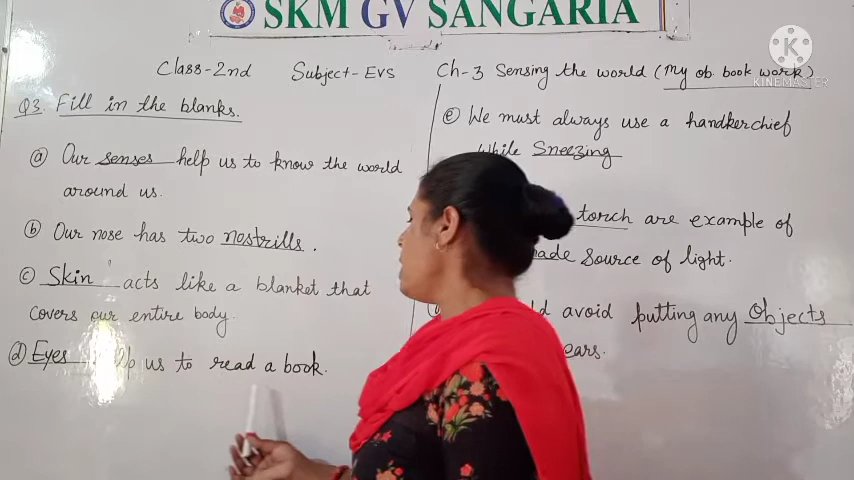 SKM GV SANGARIA
Class-2nd Subject-EVS Ch-3 Sensing the world (My ob. book work)
KINEMASTER
Q3. Fill in the blanks.
(a) Our senses help us to know the world
around us.
(b) Our nose has two nostrills.
(c) Skin acts like a blanket that
covers our entire body.
(d) Eyes us to read a book.
(e) We must always use a handkerchief
while Sneezing
torch are example of
made source of light.
avoid putting any objects
ears.